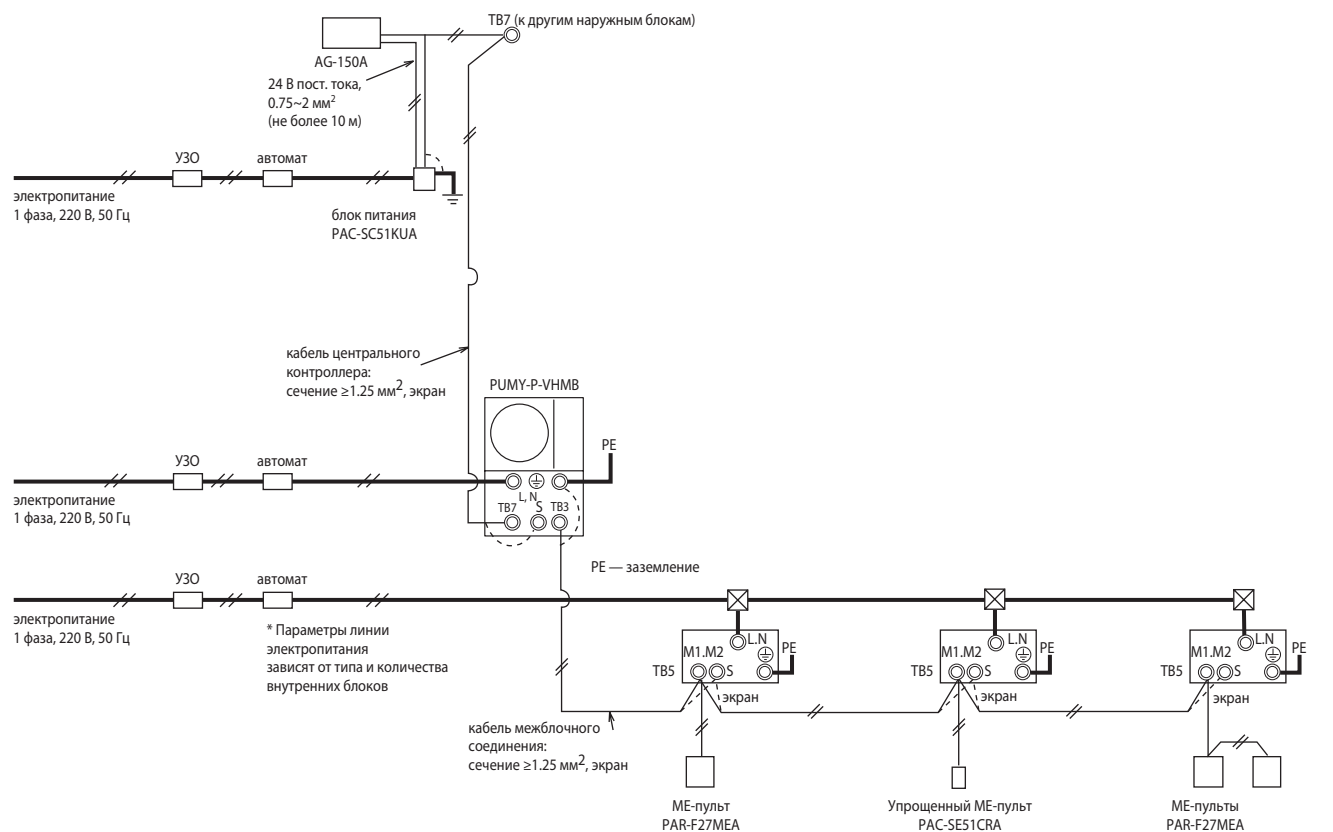 TB7 (к другим наружным блокам)
AG-150A
24 В пост. тока,
0.75~2 мм²
(не более 10 м)
УЗО
автомат
электропитание
1 фаза, 220 В, 50 Гц
блок питания
PAC-SC51KUA
кабель центрального
контроллера:
сечение ≥1.25 мм², экран
PUMY-P-VHMB
PE
УЗО
автомат
электропитание
1 фаза, 220 В, 50 Гц
L, N
TB7
S
TB3
PE — заземление
УЗО
автомат
электропитание
1 фаза, 220 В, 50 Гц
* Параметры линии
электропитания
зависят от типа и количества
внутренних блоков
L.N
M1.M2
PE
TB5
S
экран
L.N
M1.M2
PE
TB5
S
экран
L.N
M1.M2
PE
TB5
S
экран
кабель межблочного
соединения:
сечение ≥1.25 мм², экран
МЕ-пульт
PAR-F27MEA
Упрощенный МЕ-пульт
PAC-SE51CRA
МЕ-пульты
PAR-F27MEA